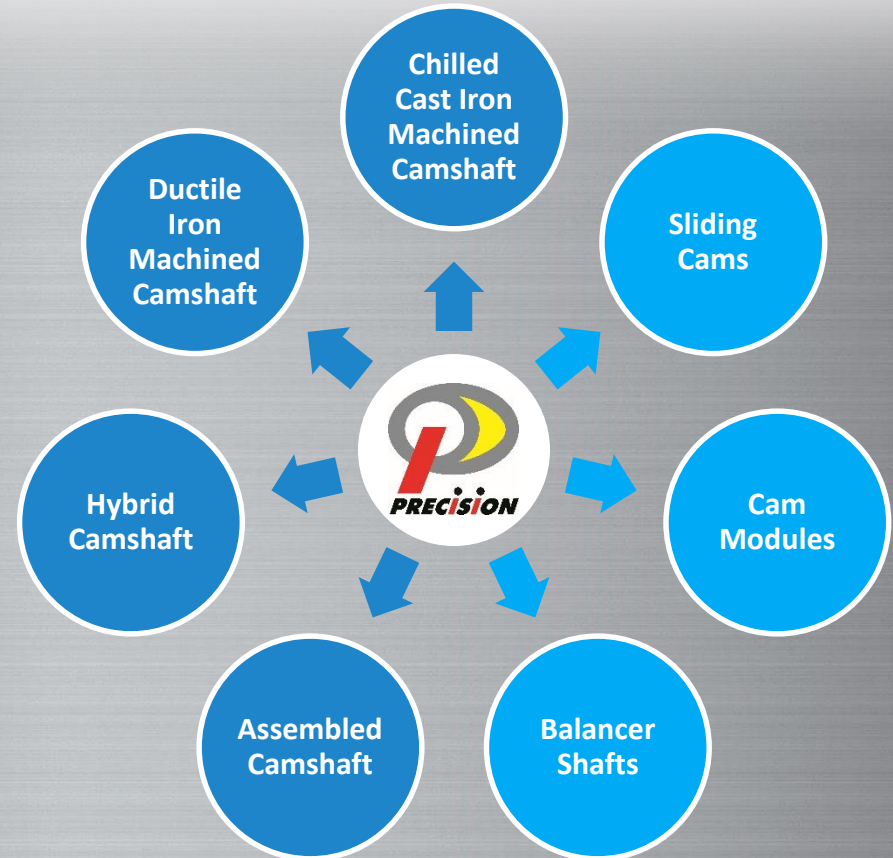 Chilled
Cast Iron
Machined
Camshaft
Sliding
Cams
Cam
Modules
Balancer
Shafts
Assembled
Camshaft
Hybrid
Camshaft
Ductile
Iron
Machined
Camshaft
PRECISION